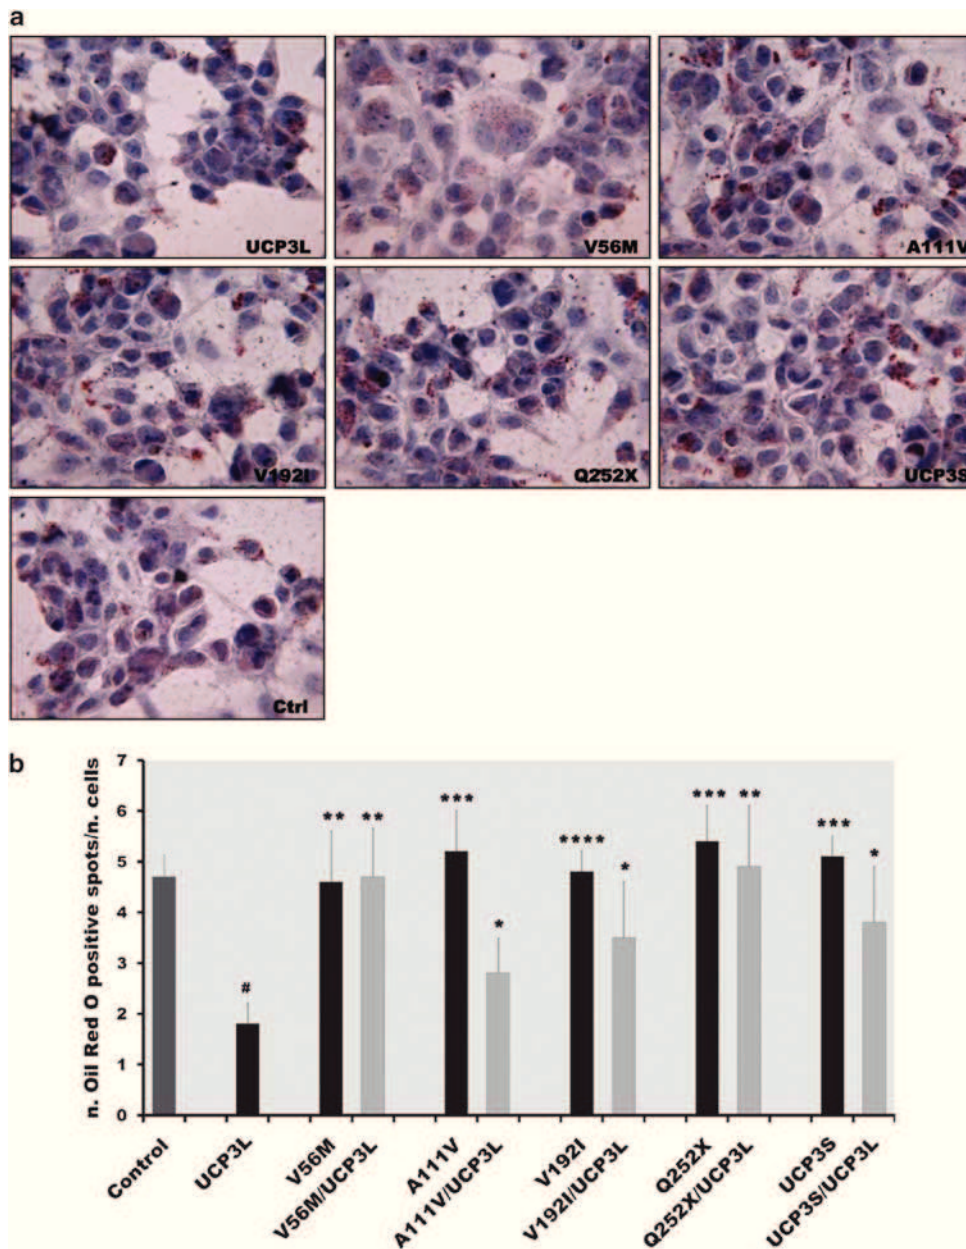 a
UCP3L
V56M
A111V
V192I
Q252X
UCP3S
Ctrl
b
n. Oil Red O positive spots/n. cells
7
6
5
4
3
2
1
0
#
**
**
***
*
****
*
***
**
***
*
Control
UCP3L
V56M
V56M/UCP3L
A111V
A111V/UCP3L
V192I
V192I/UCP3L
Q252X
Q252X/UCP3L
UCP3S
UCP3S/UCP3L